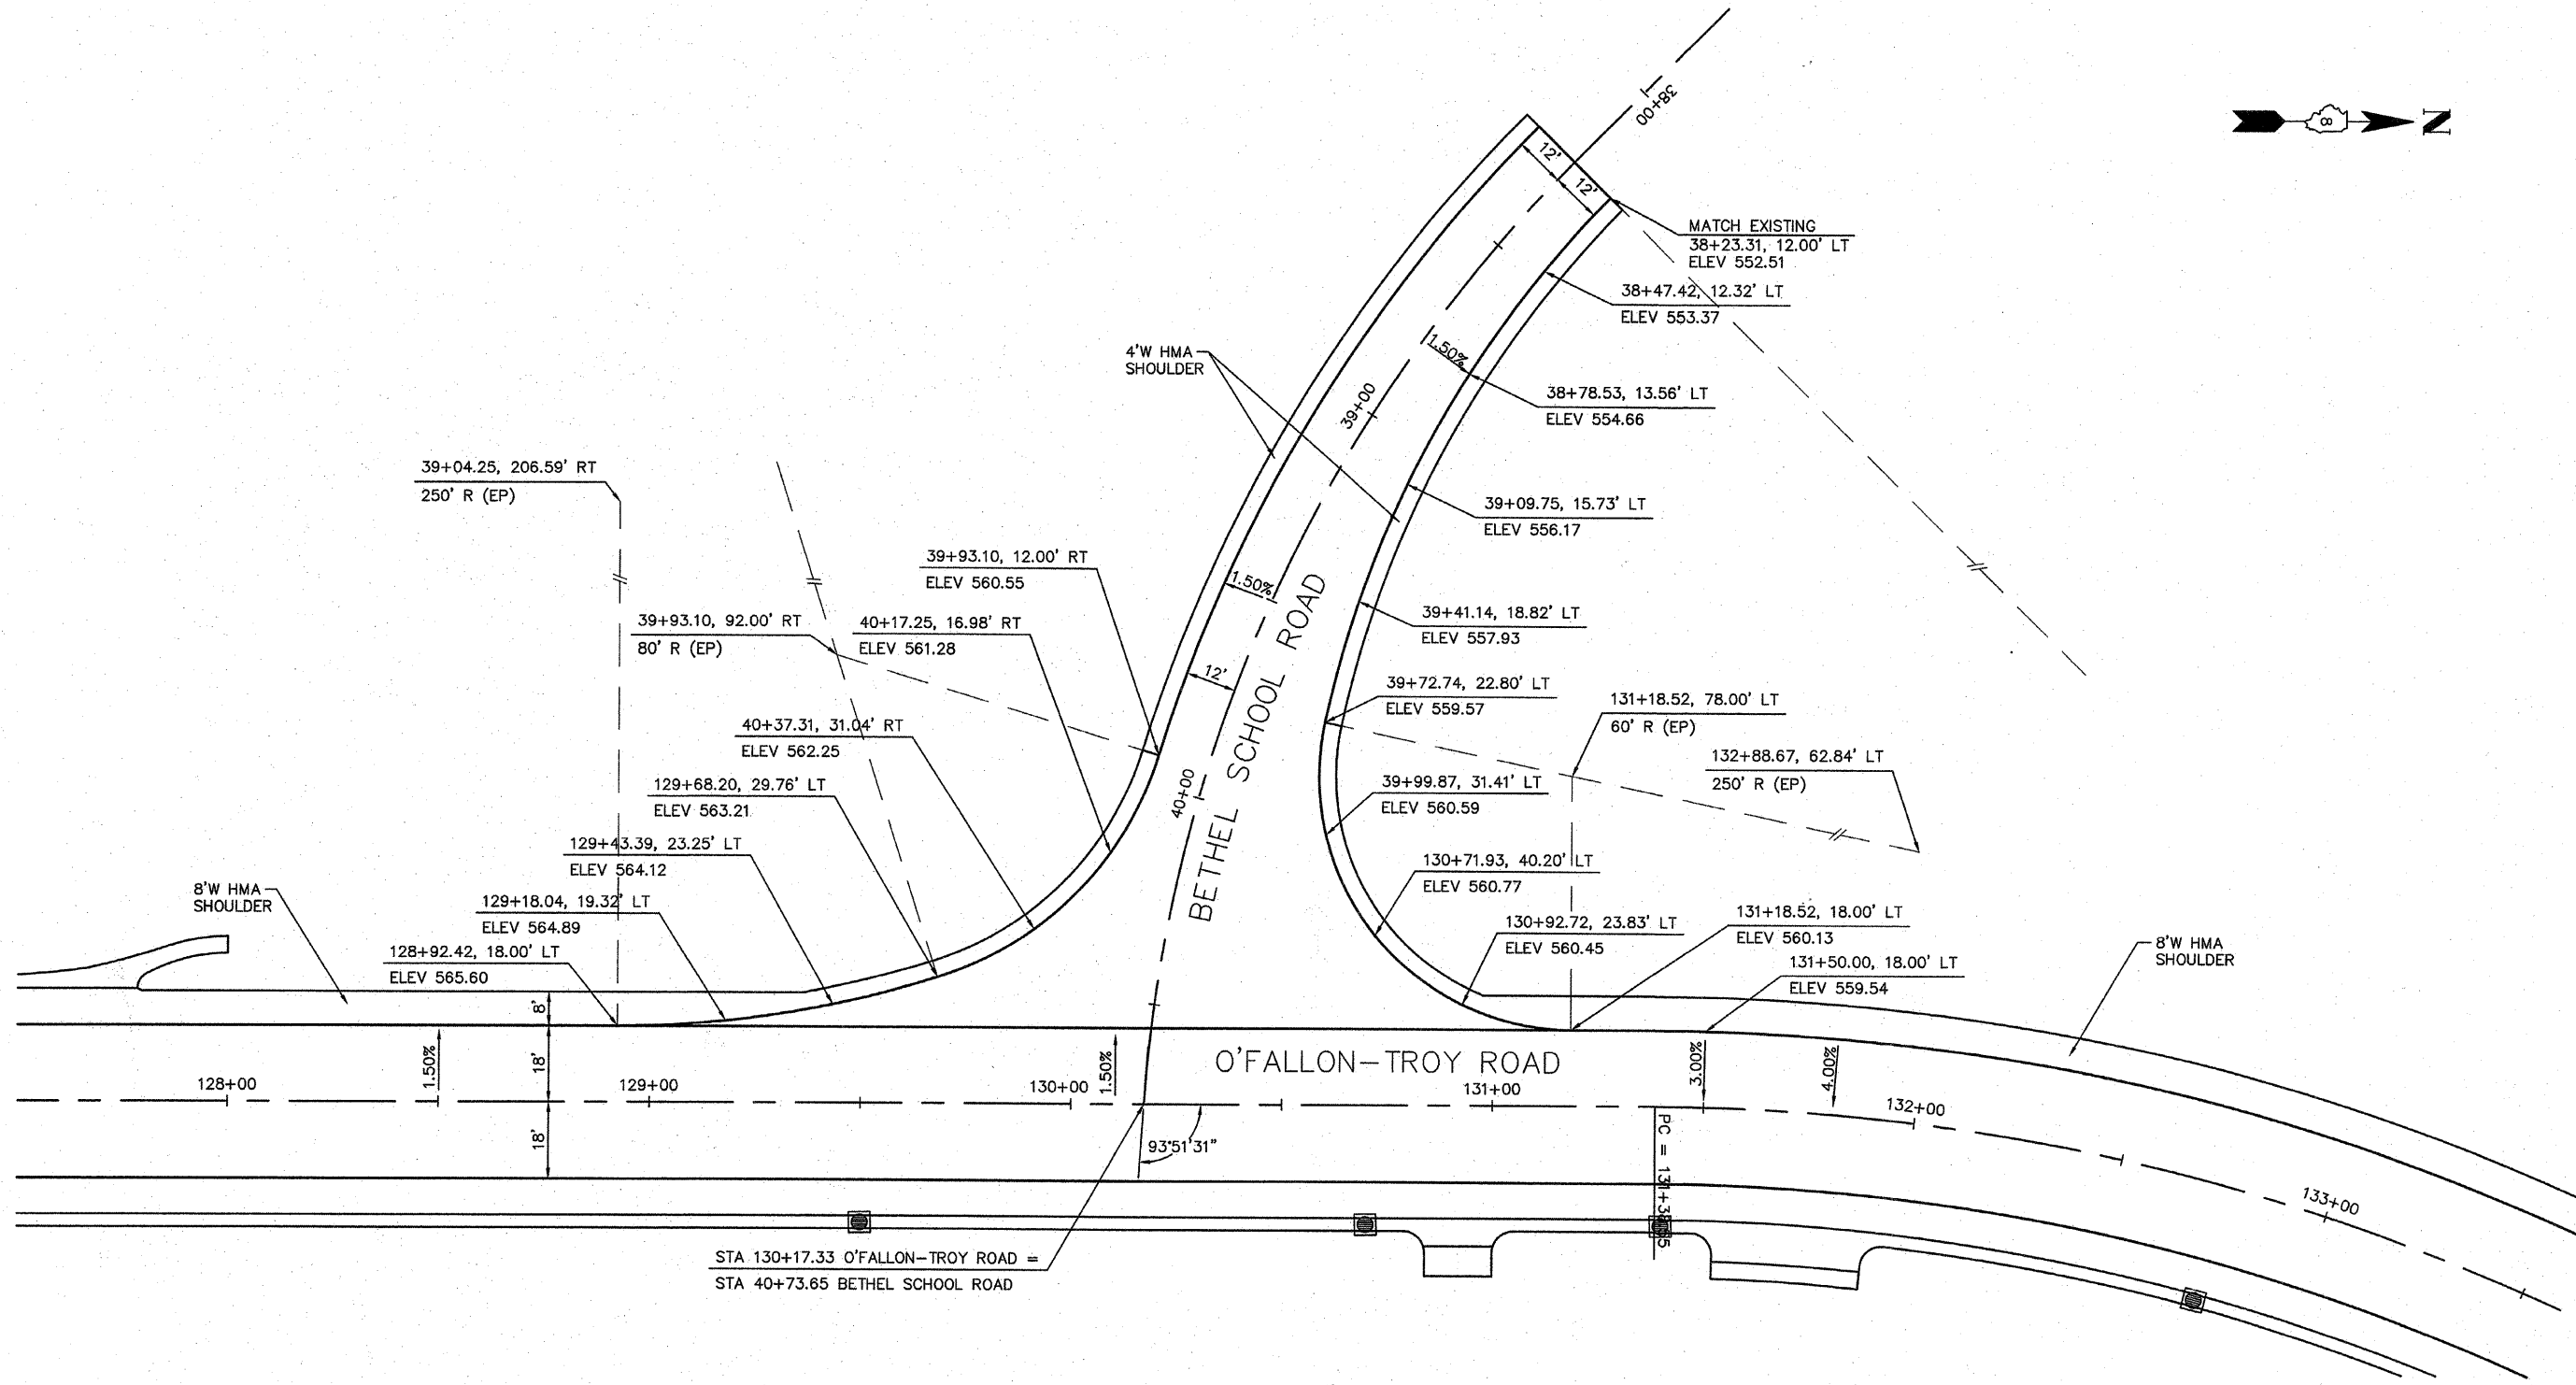 38+00
8
N
12'
12'
MATCH EXISTING
38+23.31, 12.00' LT
ELEV 552.51
38+47.42, 12.32' LT
ELEV 553.37
1.50%
4'W HMA
SHOULDER
38+78.53, 13.56' LT
ELEV 554.66
39+00
39+04.25, 206.59' RT
250' R (EP)
39+09.75, 15.73' LT
ELEV 556.17
39+93.10, 12.00' RT
ELEV 560.55
1.50%
39+93.10, 92.00' RT
80' R (EP)
40+17.25, 16.98' RT
ELEV 561.28
39+41.14, 18.82' LT
ELEV 557.93
12'
BETHEL SCHOOL ROAD
39+72.74, 22.80' LT
ELEV 559.57
131+18.52, 78.00' LT
60' R (EP)
40+37.31, 31.04' RT
ELEV 562.25
132+88.67, 62.84' LT
250' R (EP)
129+68.20, 29.76' LT
ELEV 563.21
40+00
39+99.87, 31.41' LT
ELEV 560.59
129+43.39, 23.25' LT
ELEV 564.12
130+71.93, 40.20' LT
ELEV 560.77
8'W HMA
SHOULDER
129+18.04, 19.32' LT
ELEV 564.89
130+92.72, 23.83' LT
ELEV 560.45
131+18.52, 18.00' LT
ELEV 560.13
128+92.42, 18.00' LT
ELEV 565.60
131+50.00, 18.00' LT
ELEV 559.54
8'W HMA
SHOULDER
8'
18'
1.50%
1.50%
O'FALLON-TROY ROAD
3.00%
4.00%
128+00
129+00
130+00
131+00
132+00
18'
93°51'31"
133+00
STA 130+17.33 O'FALLON-TROY ROAD =
STA 40+73.65 BETHEL SCHOOL ROAD